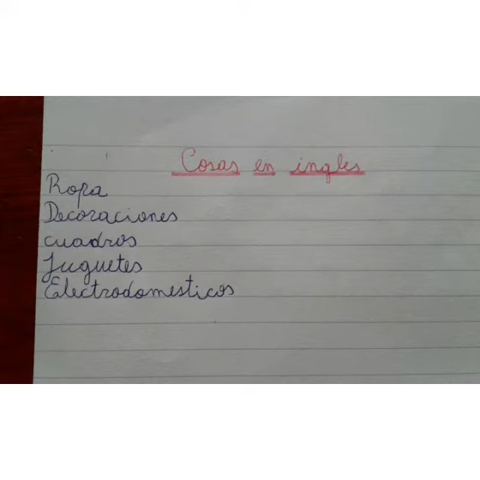 Cosas en ingles
Ropa
Decoraciones
cuadros
Juguetes
Electrodomesticos